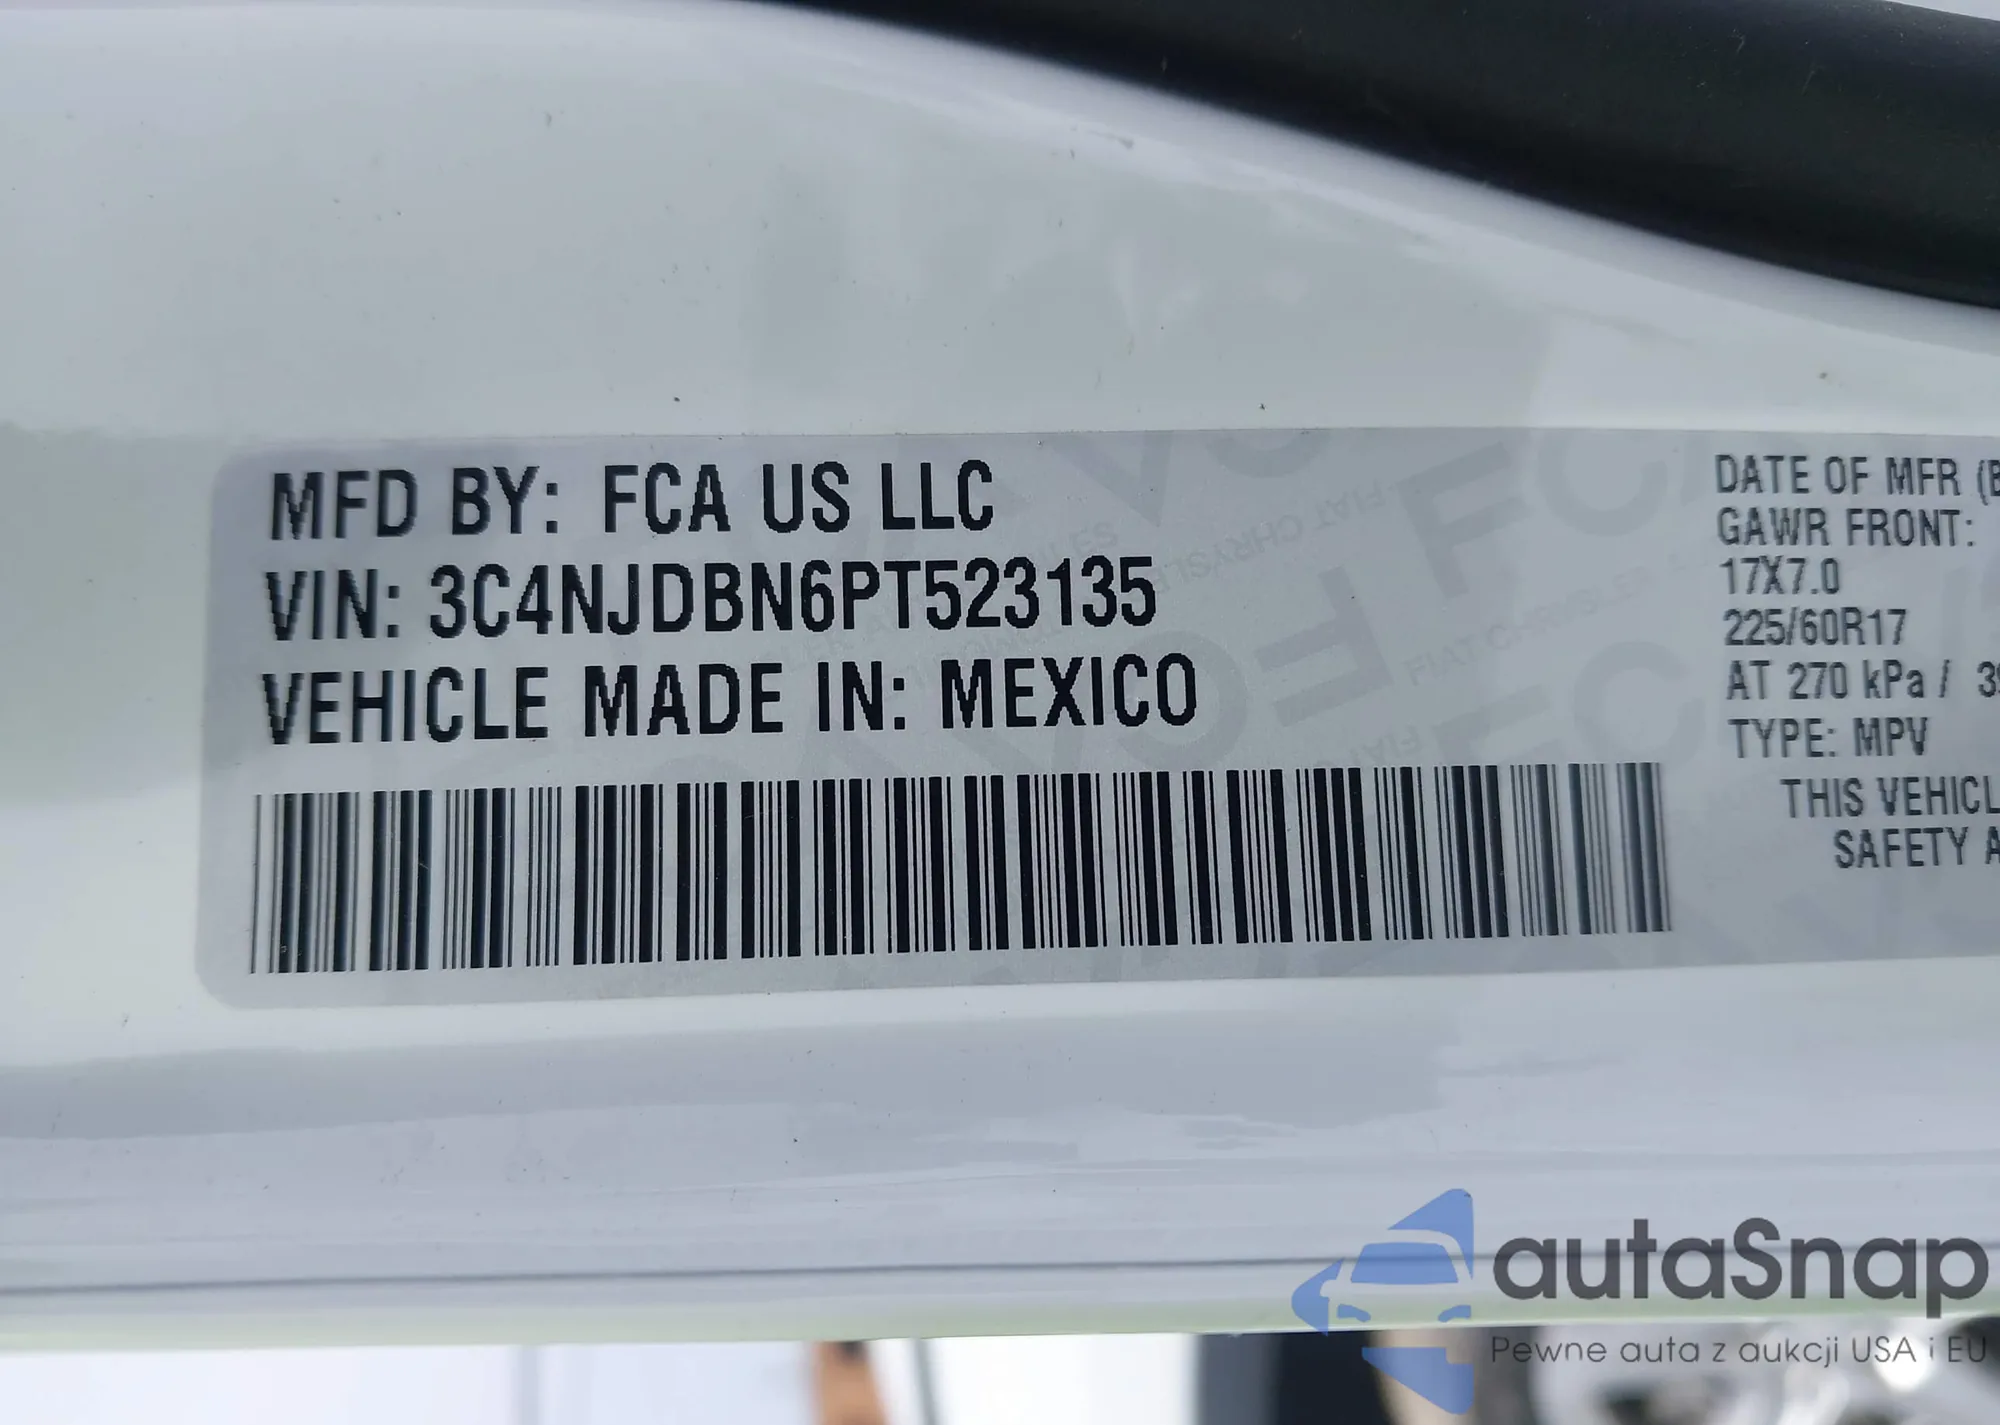 MFD BY: FCA US LLC
VIN: 3C4NJDBN6PT523135
VEHICLE MADE IN: MEXICO
DATE OF MFR (
GAWR FRONT:
17X7.0
225/60R17
AT 270 kPa /
TYPE: MPV
THIS
SAFETY
autaSnap
Pewne auta z aukcji USA i EU